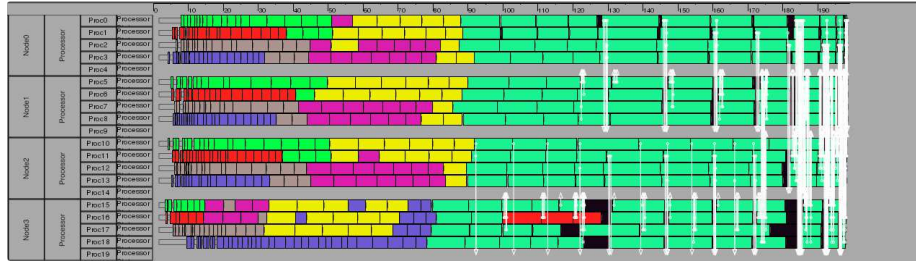 0 10 20 30 40 50 60 70 80 90 100 110 120 130 140 150 160 170 180 190
Node0 Processor
Proc0 Processor
Proc1 Processor
Proc2 Processor
Proc3 Processor
Proc4 Processor
Node1 Processor
Proc5 Processor
Proc6 Processor
Proc7 Processor
Proc8 Processor
Proc9 Processor
Node2 Processor
Proc10 Processor
Proc11 Processor
Proc12 Processor
Proc13 Processor
Proc14 Processor
Node3 Processor
Proc15 Processor
Proc16 Processor
Proc17 Processor
Proc18 Processor
Proc19 Processor